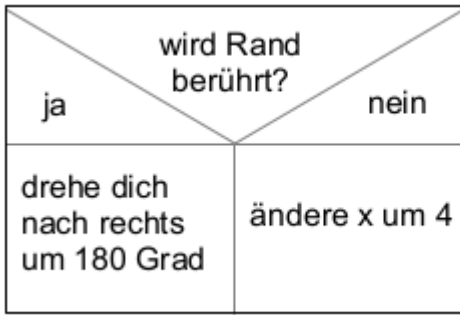 wird Rand
berührt?
ja
nein
drehe dich
nach rechts
um 180 Grad
ändere x um 4